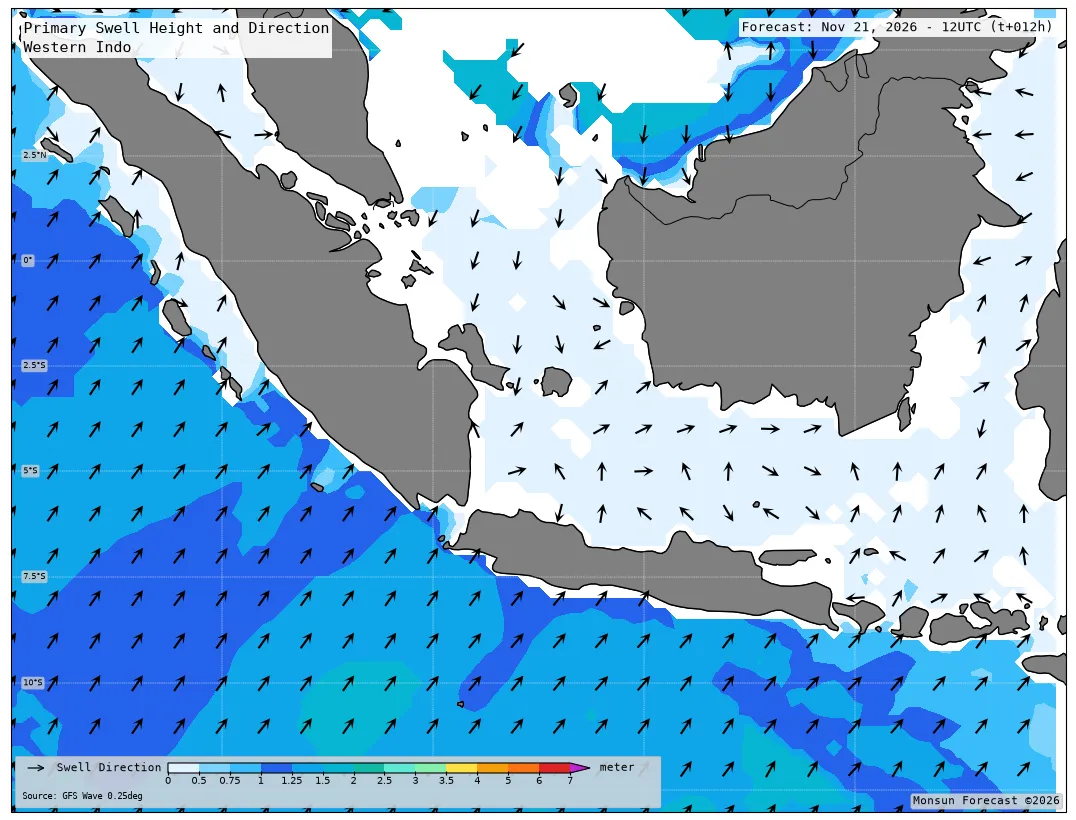 Primary Swell Height and Direction
Western Indo
Forecast: Nov 21, 2026 - 12UTC (t+012h)
2.5°N
0°
2.5°S
5°S
7.5°S
10°S
Swell Direction
0 0.5 0.75 1 1.25 1.5 2 2.5 3 3.5 4 5 6 7
meter
Source: GFS Wave 0.25deg
Monsun Forecast ©2026